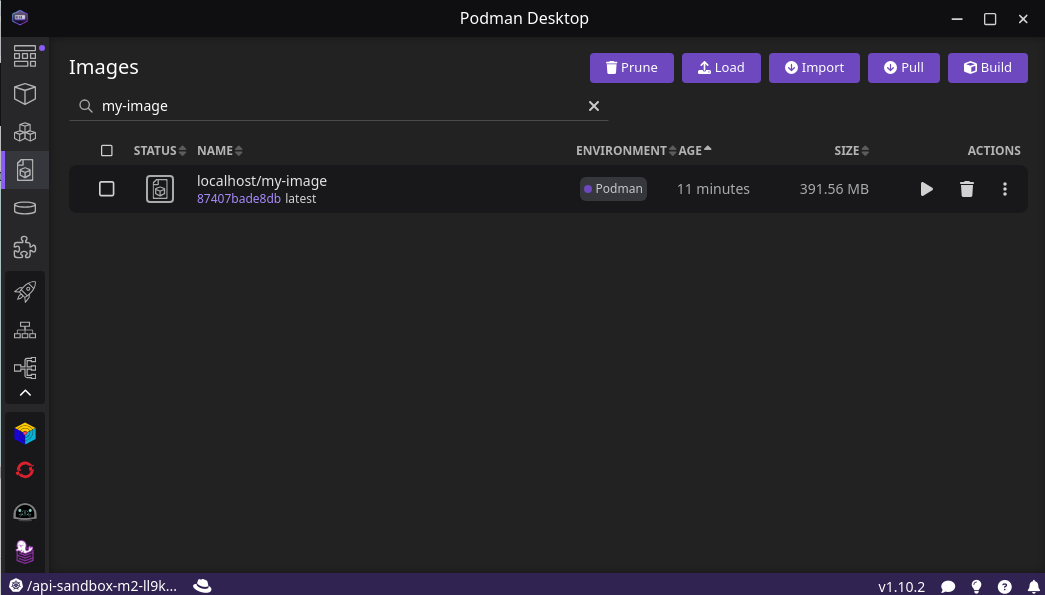 Podman Desktop
Images
Prune Load Import Pull Build
my-image
STATUS NAME ENVIRONMENT AGE SIZE ACTIONS
localhost/my-image Podman 11 minutes 391.56 MB
87407bade8db latest
/api-sandbox-m2-ll9k... v1.10.2